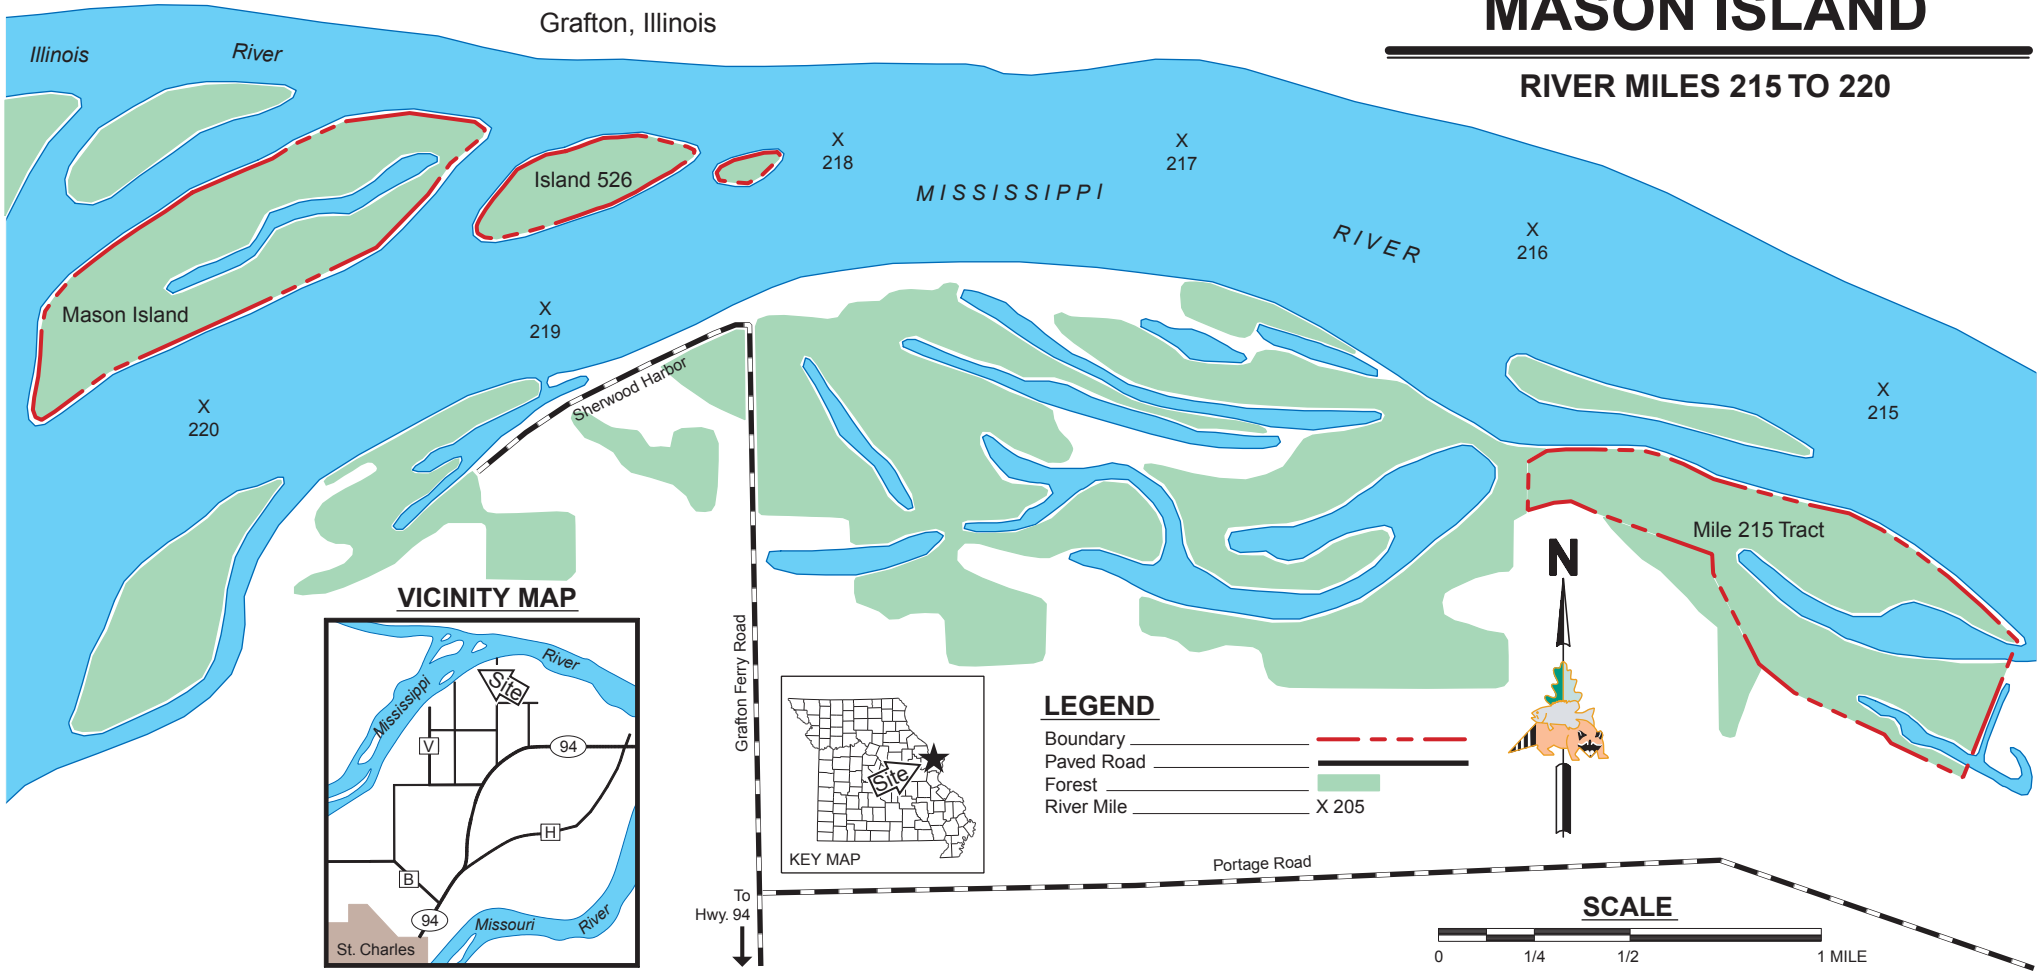 MASON ISLAND
RIVER MILES 215 TO 220
Grafton, Illinois
Illinois River
X
218
X
217
Island 526
MISSISSIPPI
RIVER
X
216
Mason Island
X
219
Sherwood Harbor
X
220
X
215
Mile 215 Tract
N
VICINITY MAP
River
Mississippi
Site
V
94
H
B
94
Missouri River
St. Charles
Grafton Ferry Road
Site
KEY MAP
LEGEND
Boundary
Paved Road
Forest
River Mile X 205
Portage Road
To
Hwy. 94
SCALE
0 1/4 1/2 1 MILE